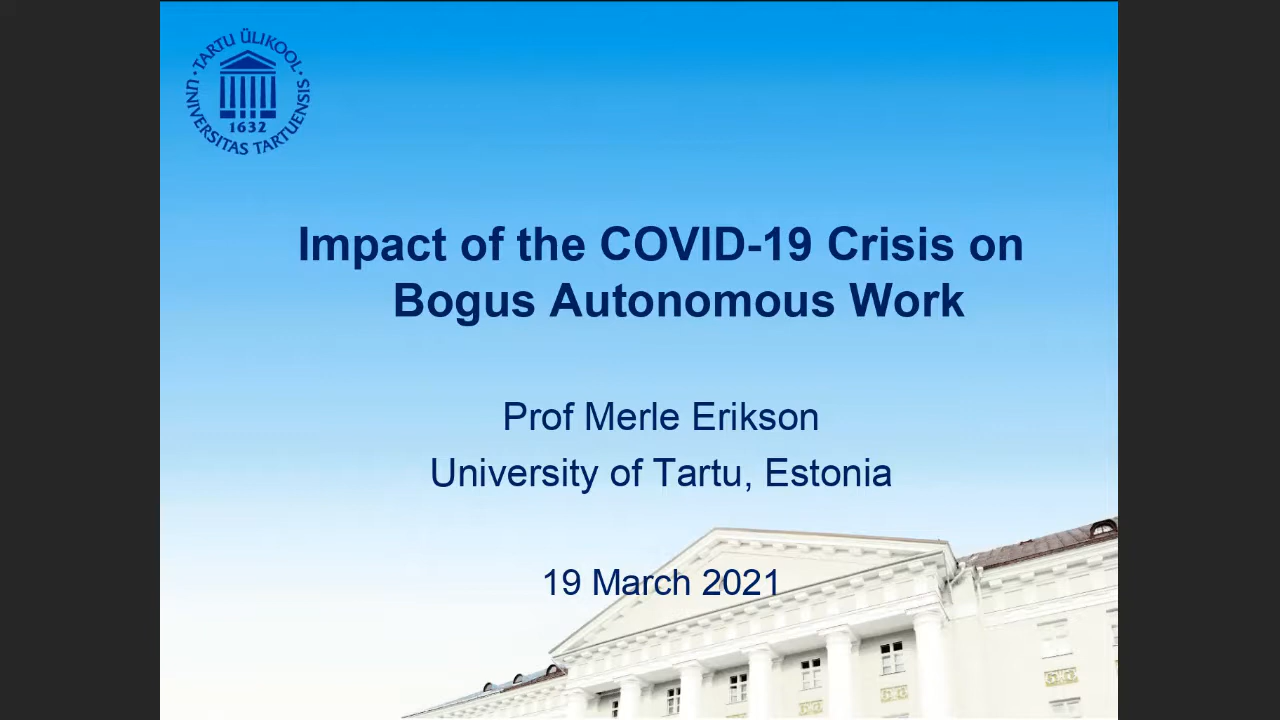 TARTU ÜLIKOOL
1632
UNIVERSITAS TARTUENSIS
Impact of the COVID-19 Crisis on
Bogus Autonomous Work
Prof Merle Erikson
University of Tartu, Estonia
19 March 2021